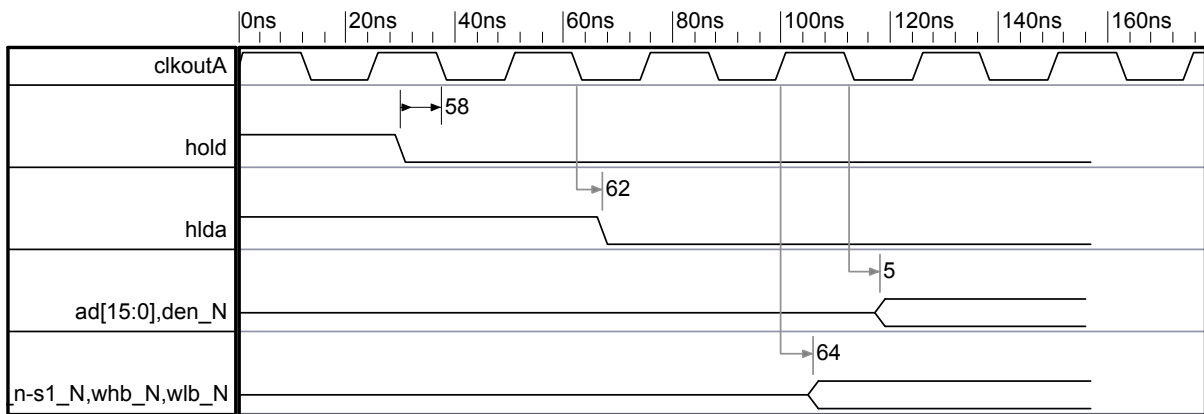 0ns 20ns 40ns 60ns 80ns 100ns 120ns 140ns 160ns
clkoutA
58
hold
62
hlda
5
ad[15:0],den_N
64
_n-s1_N,whb_N,wlb_N